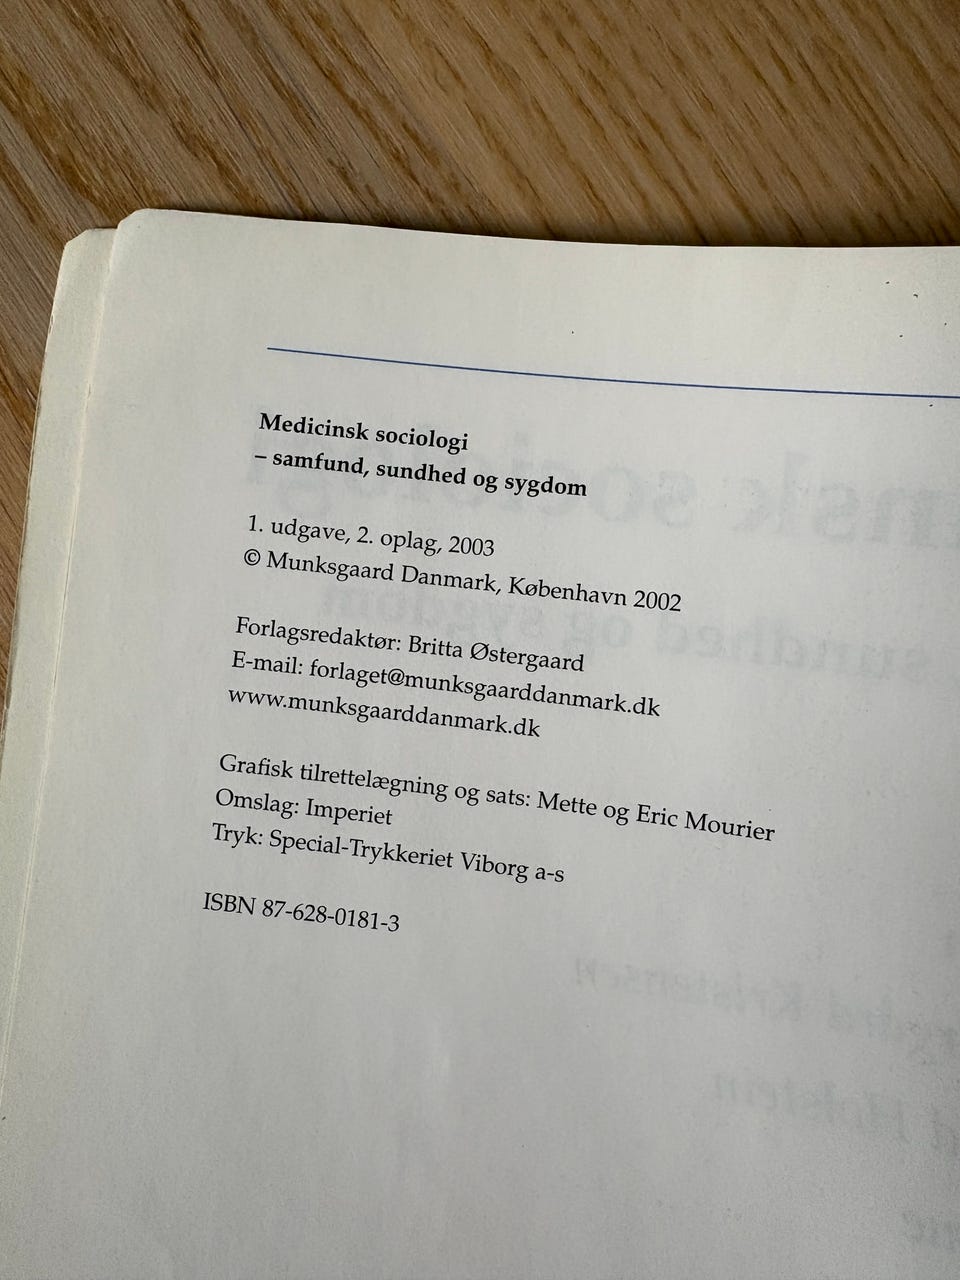 Medicinsk sociologi
– samfund, sundhed og sygdom
1. udgave, 2. oplag, 2003
© Munksgaard Danmark, København 2002
Forlagsredaktør: Britta Østergaard
E-mail: forlaget@munksgaarddanmark.dk
www.munksgaarddanmark.dk
Grafisk tilrettelægning og sats: Mette og Eric Mourier
Omslag: Imperiet
Tryk: Special-Trykkeriet Viborg a-s
ISBN 87-628-0181-3